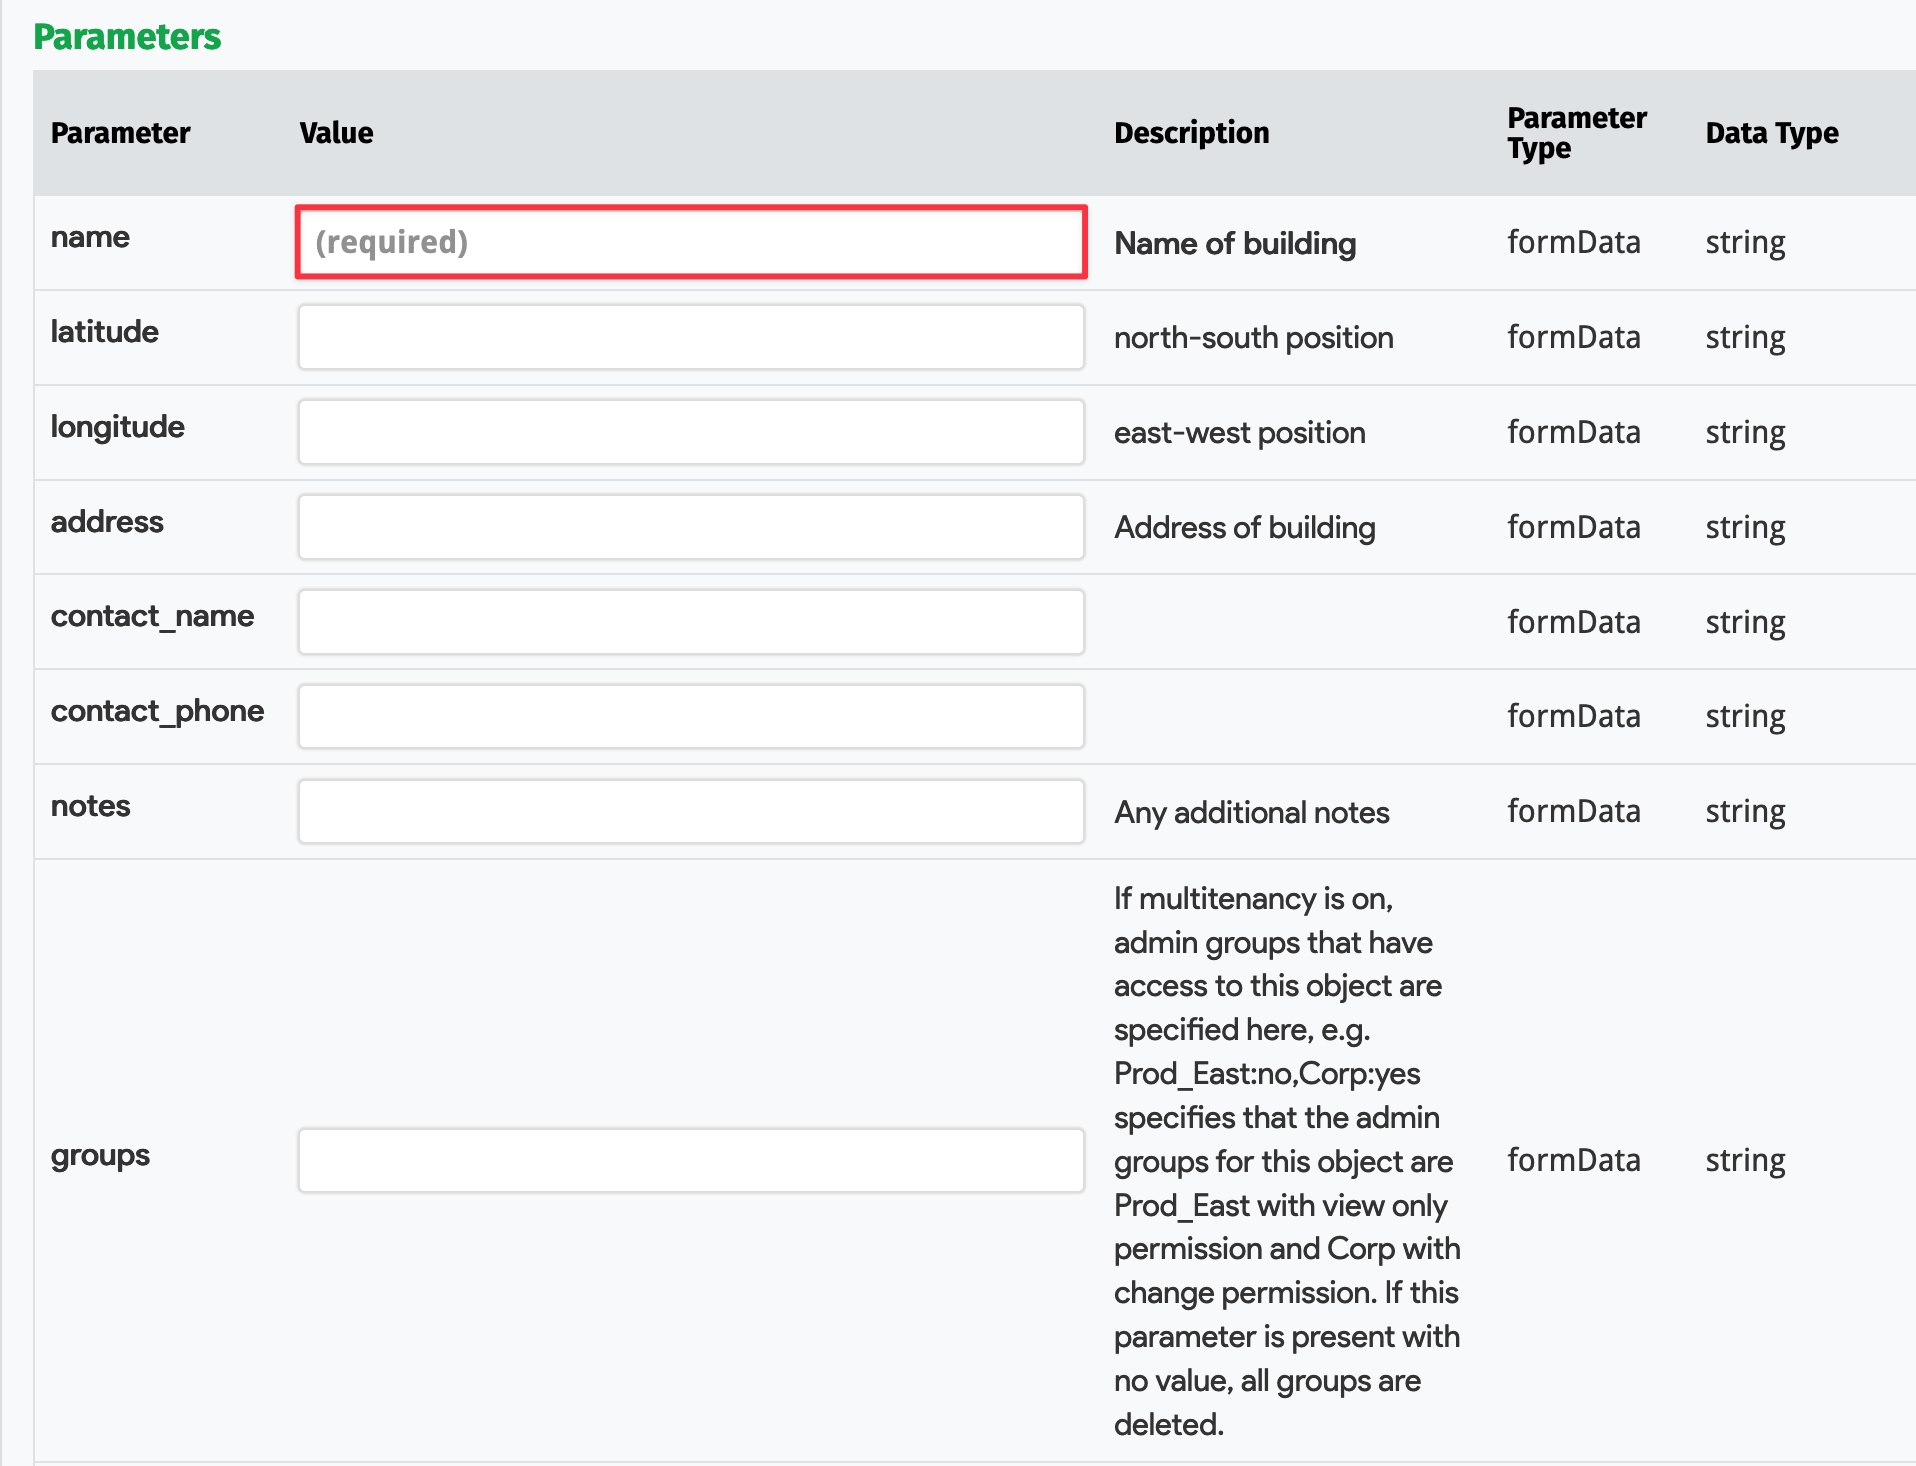 Parameters
Parameter Value Description Parameter Type Data Type
name (required) Name of building formData string
latitude north-south position formData string
longitude east-west position formData string
address Address of building formData string
contact_name formData string
contact_phone formData string
notes Any additional notes formData string
groups
If multitenancy is on,
admin groups that have
access to this object are
specified here, e.g.
Prod_East:no,Corp:yes
specifies that the admin
groups for this object are
Prod_East with view only
permission and Corp with
change permission. If this
parameter is present with
no value, all groups are
deleted.
formData string